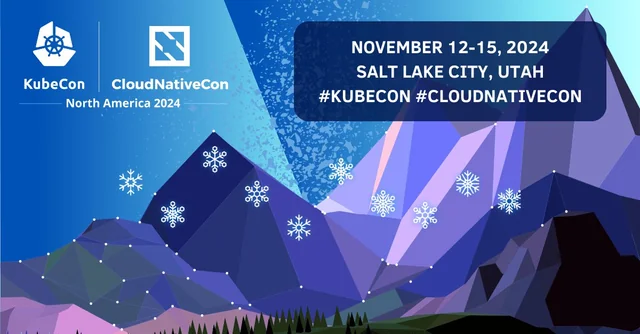 KubeCon
CloudNativeCon
North America 2024
NOVEMBER 12-15, 2024
SALT LAKE CITY, UTAH
#KUBECON #CLOUDNATIVECON